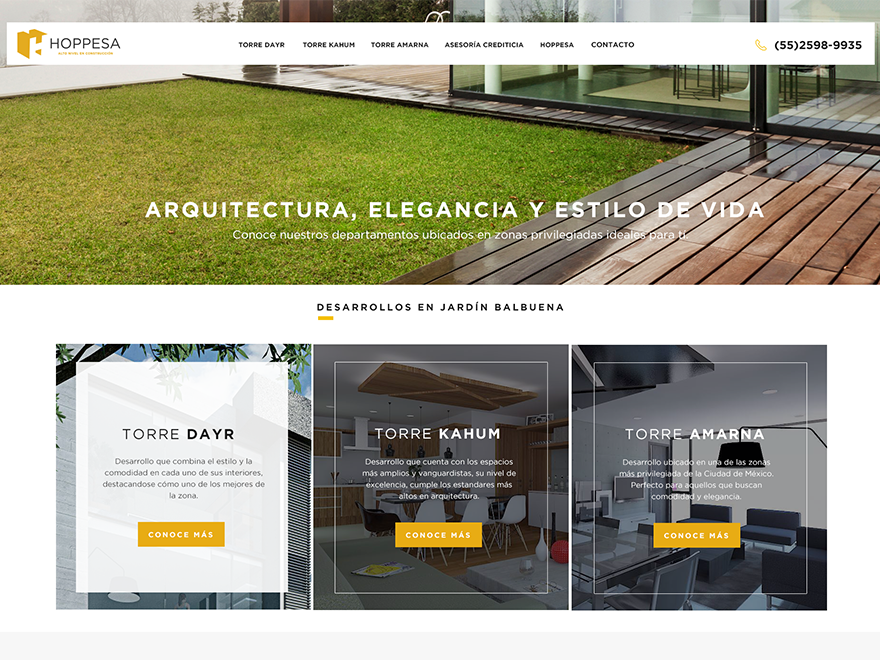 HOPPESA
ALTO NIVEL EN CONSTRUCCIÓN
TORRE DAYR TORRE KAHUM TORRE AMARNA ASESORÍA CREDITICIA HOPPESA CONTACTO
(55)2598-9935
ARQUITECTURA, ELEGANCIA Y ESTILO DE VIDA
Conoce nuestros departamentos ubicados en zonas privilegiadas ideales para ti.
DESARROLLOS EN JARDÍN BALBUENA
TORRE DAYR
Desarrollo que combina el estilo y la
comodidad en cada uno de sus interiores,
destacandose cómo uno de los mejores de
la zona.
CONOCE MÁS
TORRE KAHUM
Desarrollo que cuenta con los espacios
más amplios y vanguardistas, su nivel de
excelencia, cumple los estandares más
altos en arquitectura.
CONOCE MÁS
TORRE AMARNA
Desarrollo ubicado en una de las zonas
más privilegiada de la Ciudad de México.
Perfecto para aquellos que buscan
comodidad y elegancia.
CONOCE MÁS